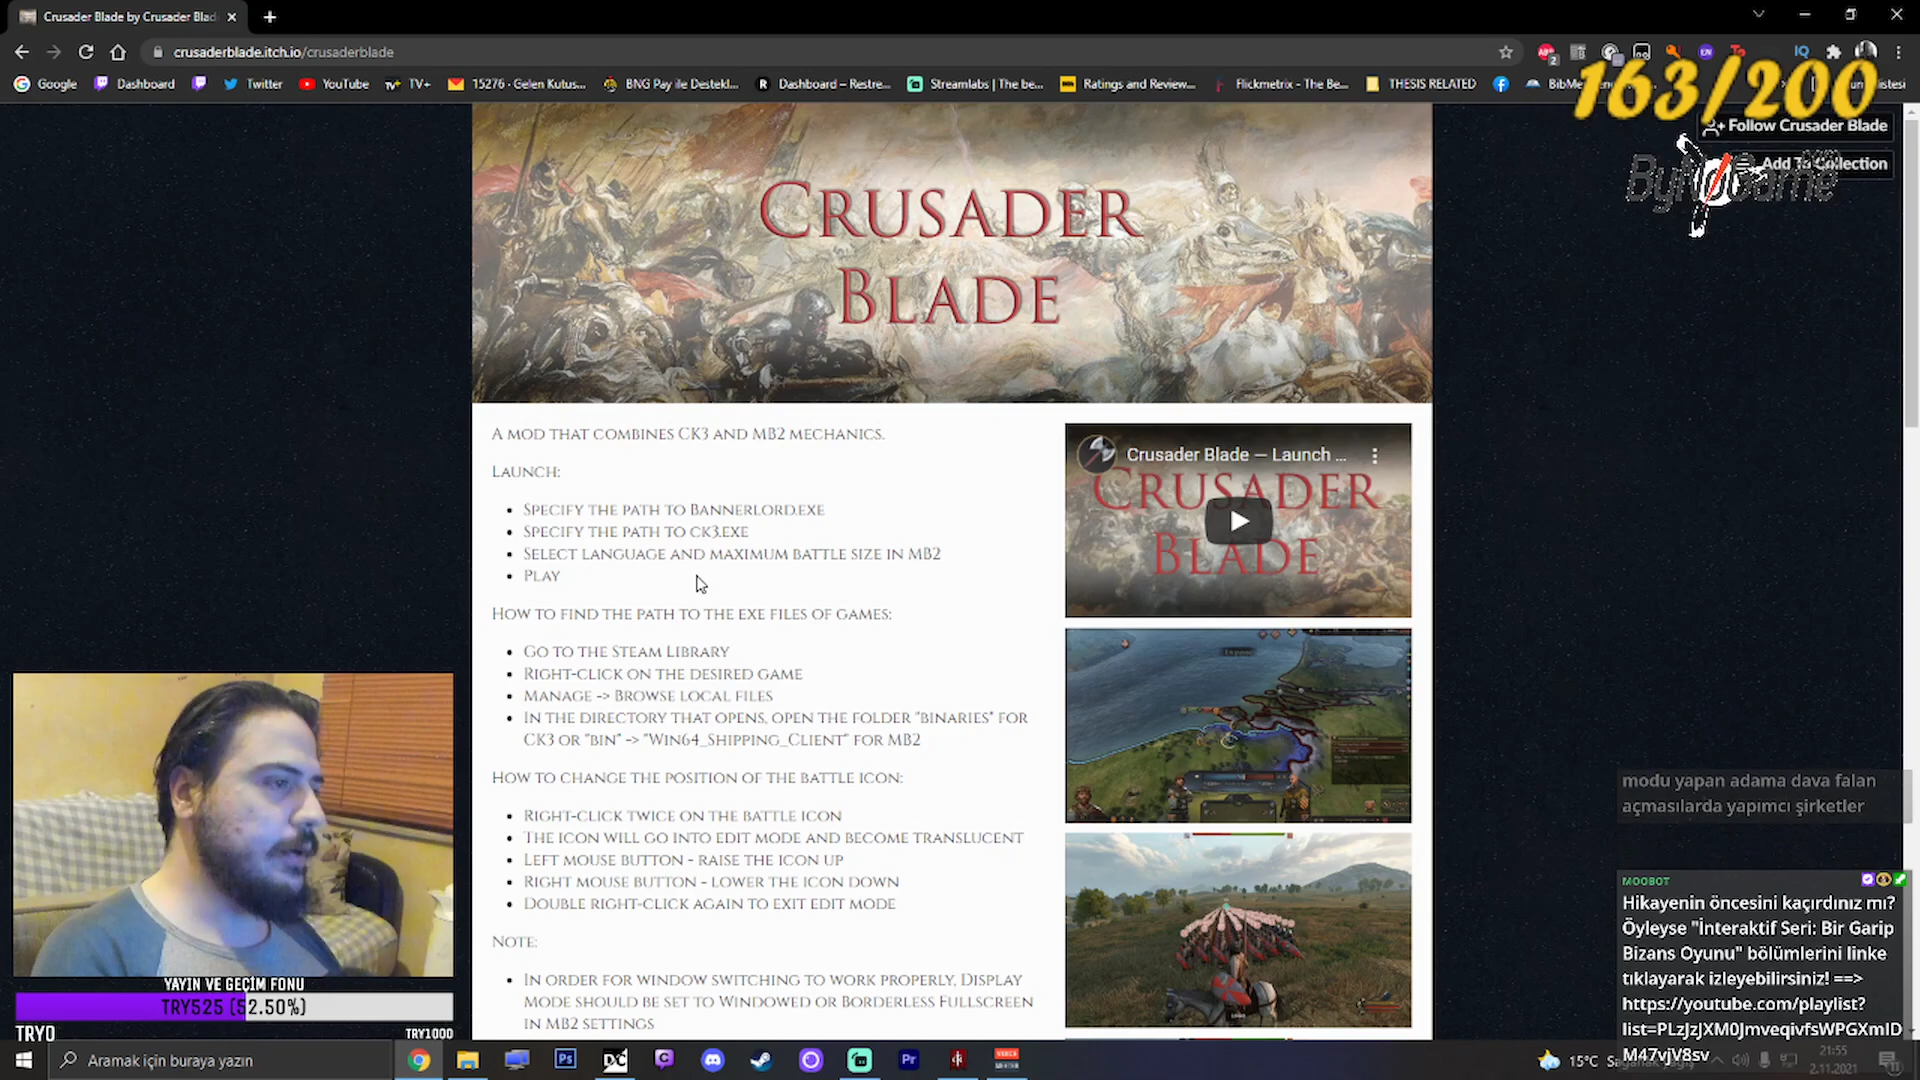 Crusader Blade by Crusader Blad
crusaderblade.itch.io/crusaderblade
Google
Dashboard
Twitter
YouTube
TV+
15276 - Gelen Kutus...
BNG Pay ile Destekl...
Dashboard – Restre...
Streamlabs | The be...
Ratings and Review...
Flickmetrix - The Be...
THESIS RELATED
163/200
Follow Crusader Blade
Add To Collection
ByNoGame
CRUSADER
BLADE
A MOD THAT COMBINES CK3 AND MB2 MECHANICS.
LAUNCH:
SPECIFY THE PATH TO BANNERLORD.EXE
SPECIFY THE PATH TO CK3.EXE
SELECT LANGUAGE AND MAXIMUM BATTLE SIZE IN MB2
PLAY
HOW TO FIND THE PATH TO THE EXE FILES OF GAMES:
GO TO THE STEAM LIBRARY
RIGHT-CLICK ON THE DESIRED GAME
MANAGE -> BROWSE LOCAL FILES
IN THE DIRECTORY THAT OPENS, OPEN THE FOLDER "BINARIES" FOR
CK3 OR "BIN" -> "WIN64_SHIPPING_CLIENT" FOR MB2
HOW TO CHANGE THE POSITION OF THE BATTLE ICON:
RIGHT-CLICK TWICE ON THE BATTLE ICON
THE ICON WILL GO INTO EDIT MODE AND BECOME TRANSLUCENT
LEFT MOUSE BUTTON - RAISE THE ICON UP
RIGHT MOUSE BUTTON - LOWER THE ICON DOWN
DOUBLE RIGHT-CLICK AGAIN TO EXIT EDIT MODE
NOTE:
IN ORDER FOR WINDOW SWITCHING TO WORK PROPERLY, DISPLAY
MODE SHOULD BE SET TO WINDOWED OR BORDERLESS FULLSCREEN
IN MB2 SETTINGS
Crusader Blade — Launch ...
CRUSADER
BLADE
modu yapan adama dava falan
açmasılarda yapımcı şirketler
MOOBOT
Hikayenin öncesini kaçırdınız mı?
Öyleyse "İnteraktif Seri: Bir Garip
Bizans Oyunu" bölümlerini linke
tıklayarak izleyebilirsiniz! ==>
https://youtube.com/playlist?
list=PLzJzJXM0JmveqivfsWPGXmID
M47vjV8sv
YAYIN VE GEÇİM FONU
TRY525 (52.50%)
TRY0
TRY1000
Aramak için buraya yazın
15°C
21:55
2.11.2021